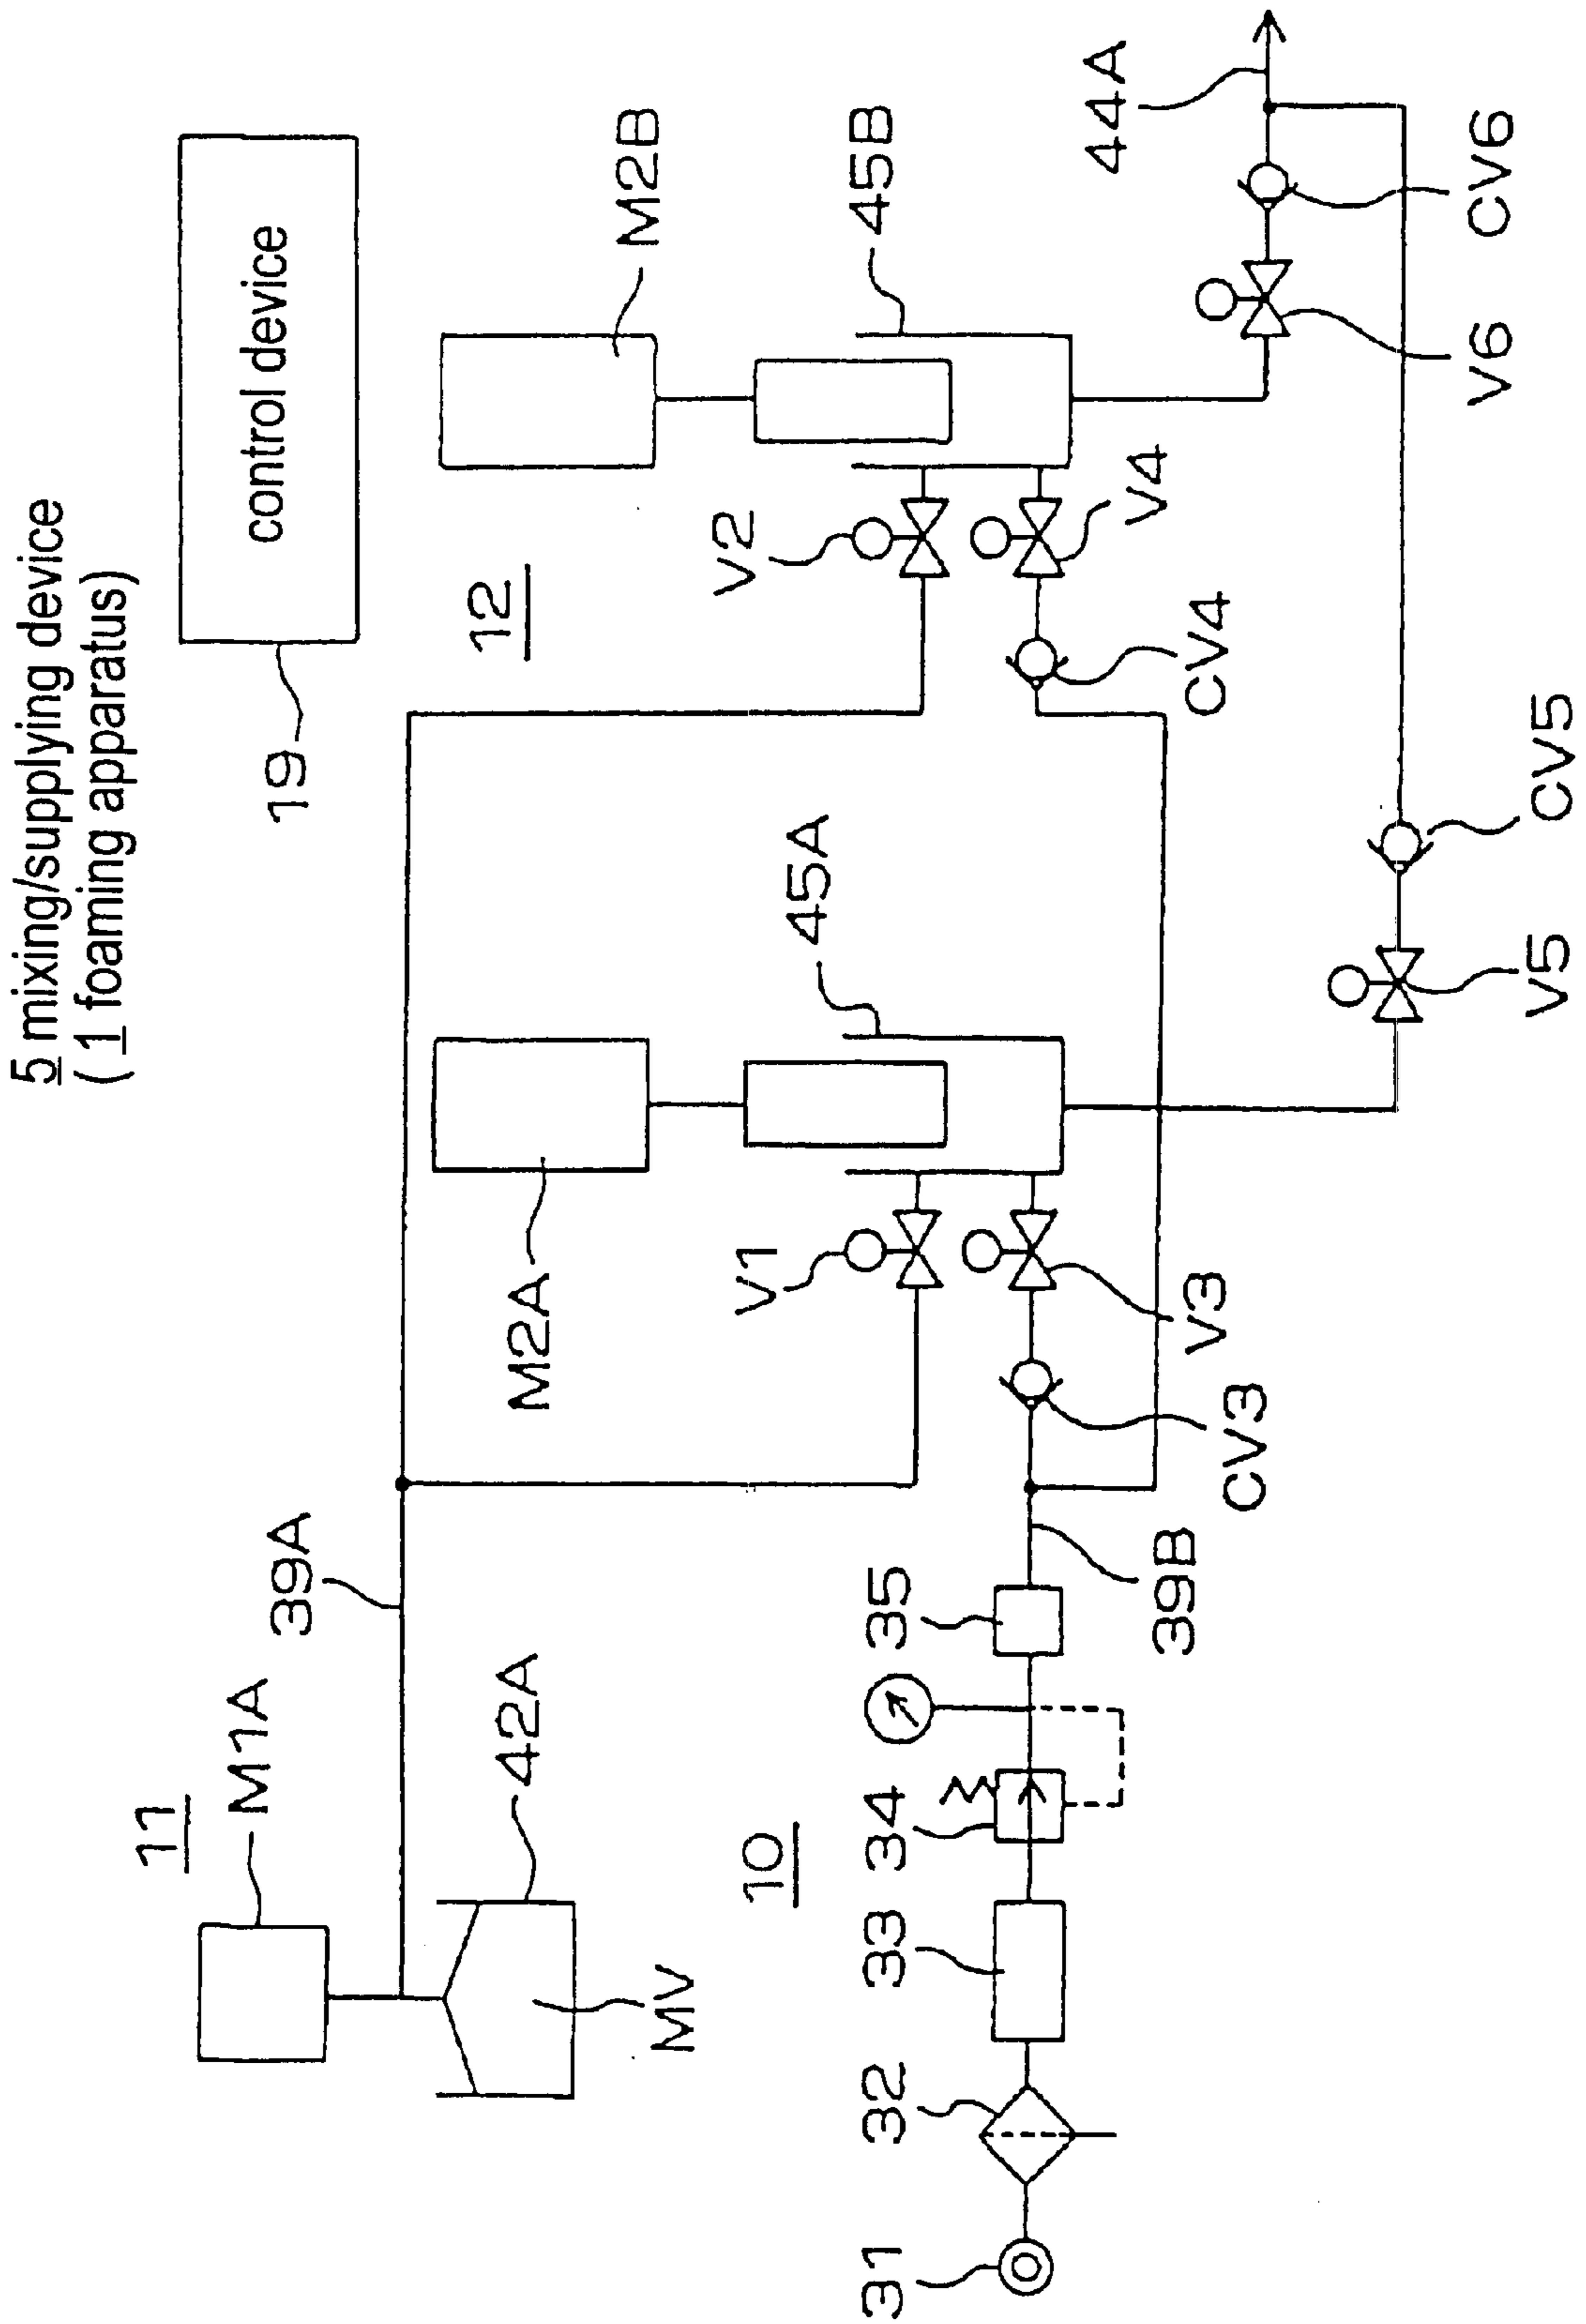 5 mixing/supplying device
(1 foaming apparatus)
control device
19
11
M1A
39A
42A
MV
M2A
12
M2B
45A
45B
V1
V2
10
31
32
33
34
35
39B
CV3
V3
CV4
V4
44A
V5
CV5
V6
CV6